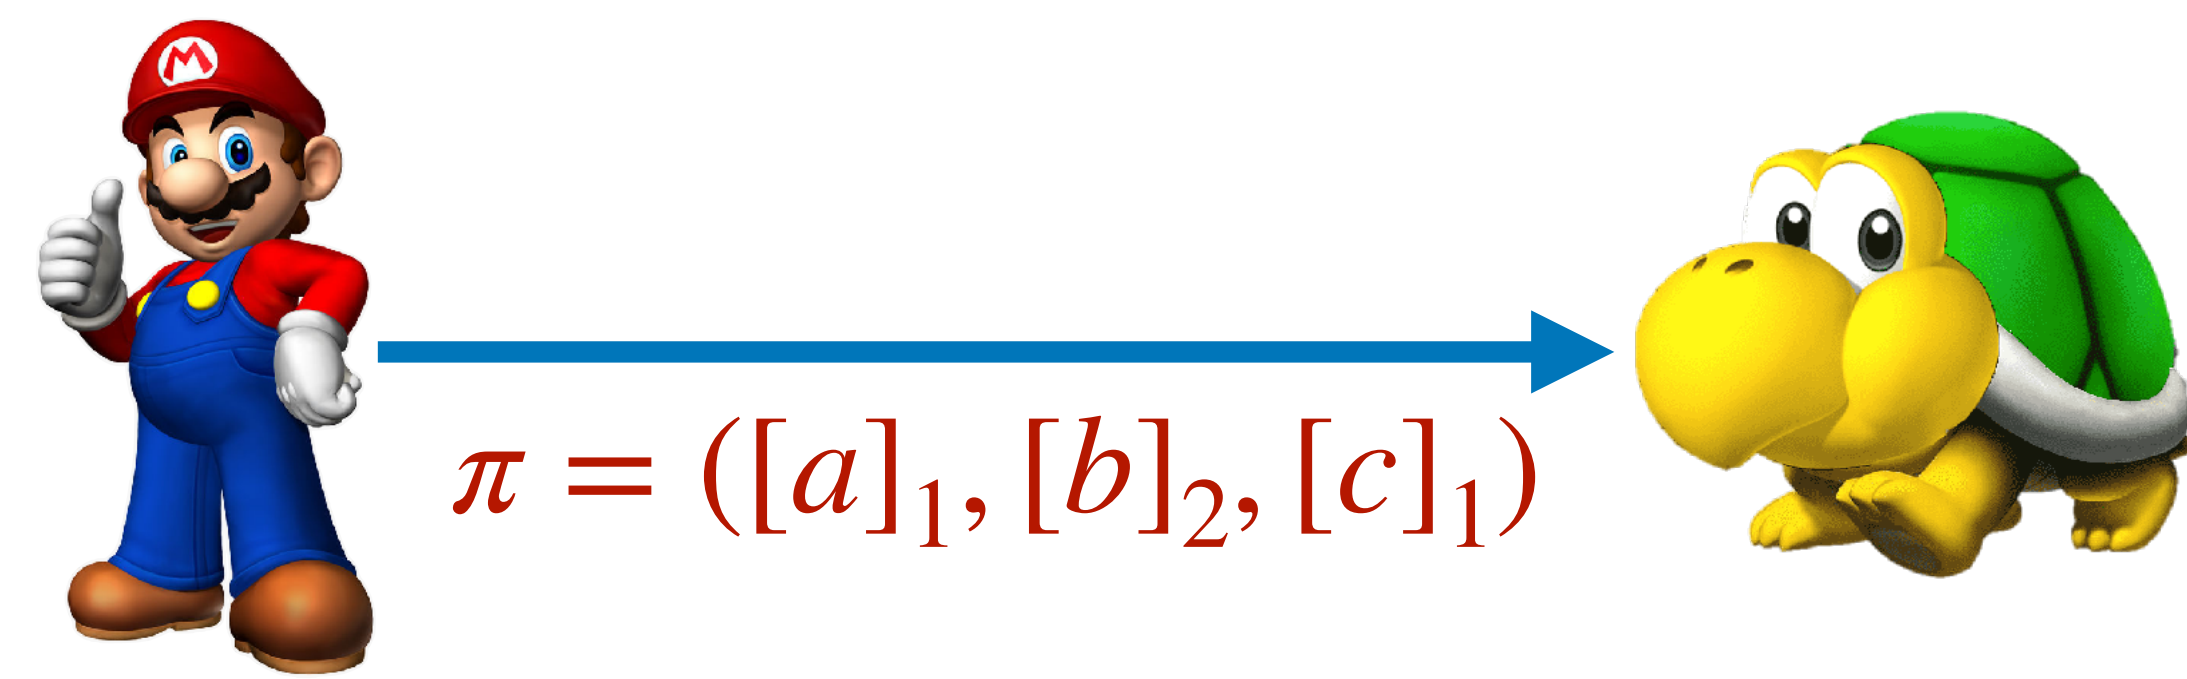 M
π = ([a]₁, [b]₂, [c]₁)